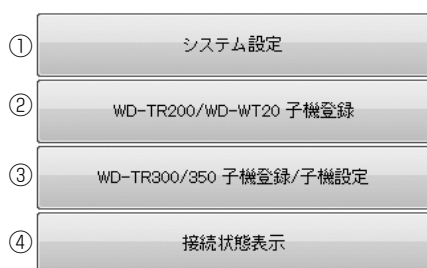 ① システム設定
② WD-TR200/WD-WT20 子機登録
③ WD-TR300/350 子機登録/子機設定
④ 接続状態表示